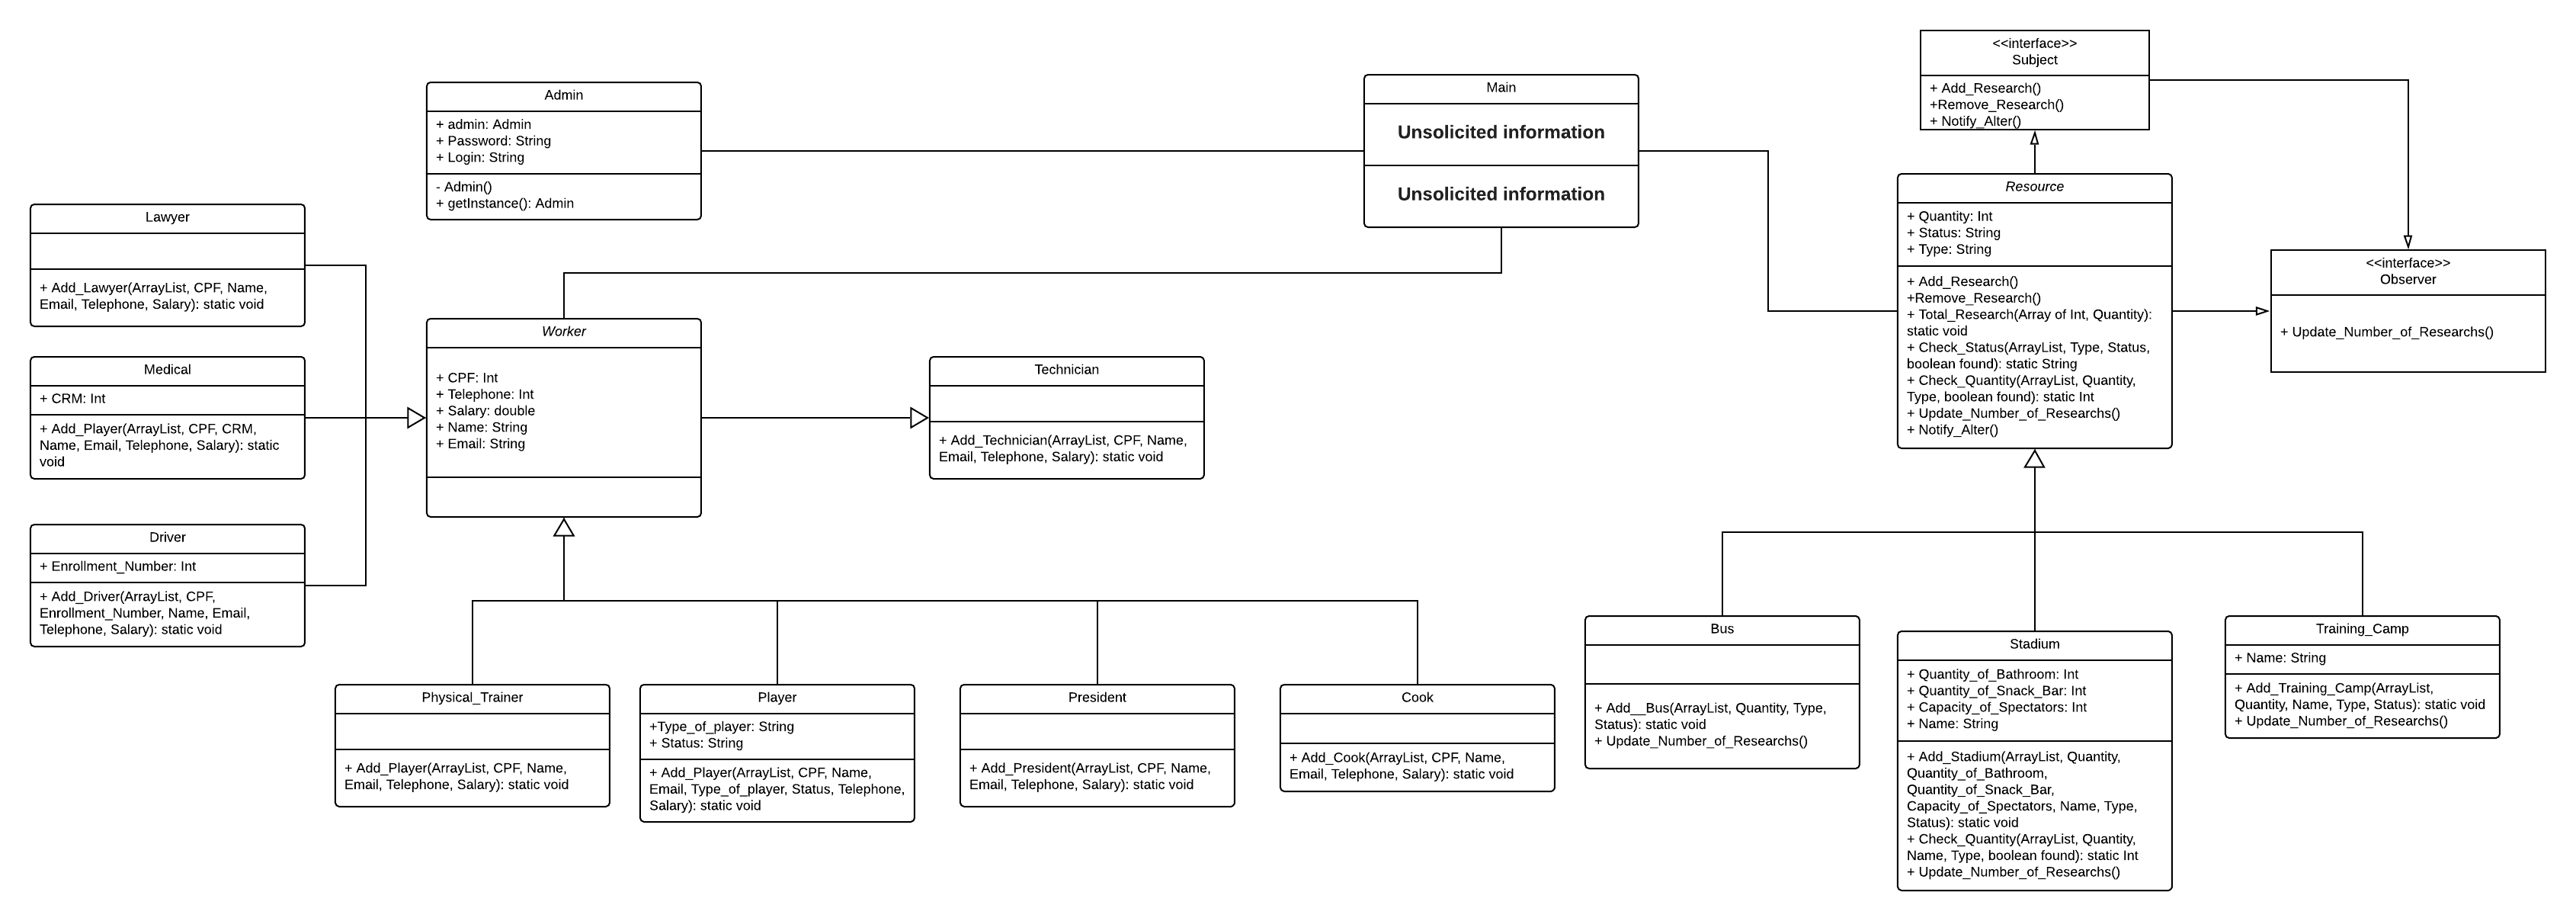 <<interface>>
Subject
+ Add_Research()
+Remove_Research()
+ Notify_Alter()
Main
Unsolicited information
Unsolicited information
Admin
+ admin: Admin
+ Password: String
+ Login: String
- Admin()
+ getInstance(): Admin
Resource
+ Quantity: Int
+ Status: String
+ Type: String
+ Add_Research()
+Remove_Research()
+ Total_Research(Array of Int, Quantity):
static void
+ Check_Status(ArrayList, Type, Status,
boolean found): static String
+ Check_Quantity(ArrayList, Quantity,
Type, boolean found): static Int
+ Update_Number_of_Researchs()
+ Notify_Alter()
Lawyer
+ Add_Lawyer(ArrayList, CPF, Name,
Email, Telephone, Salary): static void
<<interface>>
Observer
+ Update_Number_of_Researchs()
Worker
+ CPF: Int
+ Telephone: Int
+ Salary: double
+ Name: String
+ Email: String
Medical
+ CRM: Int
+ Add_Player(ArrayList, CPF, CRM,
Name, Email, Telephone, Salary): static
void
Technician
+ Add_Technician(ArrayList, CPF, Name,
Email, Telephone, Salary): static void
Driver
+ Enrollment_Number: Int
+ Add_Driver(ArrayList, CPF,
Enrollment_Number, Name, Email,
Telephone, Salary): static void
Physical_Trainer
+ Add_Player(ArrayList, CPF, Name,
Email, Telephone, Salary): static void
Player
+Type_of_player: String
+ Status: String
+ Add_Player(ArrayList, CPF, Name,
Email, Type_of_player, Status, Telephone,
Salary): static void
President
+ Add_President(ArrayList, CPF, Name,
Email, Telephone, Salary): static void
Cook
+ Add_Cook(ArrayList, CPF, Name,
Email, Telephone, Salary): static void
Bus
+ Add__Bus(ArrayList, Quantity, Type,
Status): static void
+ Update_Number_of_Researchs()
Stadium
+ Quantity_of_Bathroom: Int
+ Quantity_of_Snack_Bar: Int
+ Capacity_of_Spectators: Int
+ Name: String
+ Add_Stadium(ArrayList, Quantity,
Quantity_of_Bathroom,
Quantity_of_Snack_Bar,
Capacity_of_Spectators, Name, Type,
Status): static void
+ Check_Quantity(ArrayList, Quantity,
Name, Type, boolean found): static Int
+ Update_Number_of_Researchs()
Training_Camp
+ Name: String
+ Add_Training_Camp(ArrayList,
Quantity, Name, Type, Status): static void
+ Update_Number_of_Researchs()